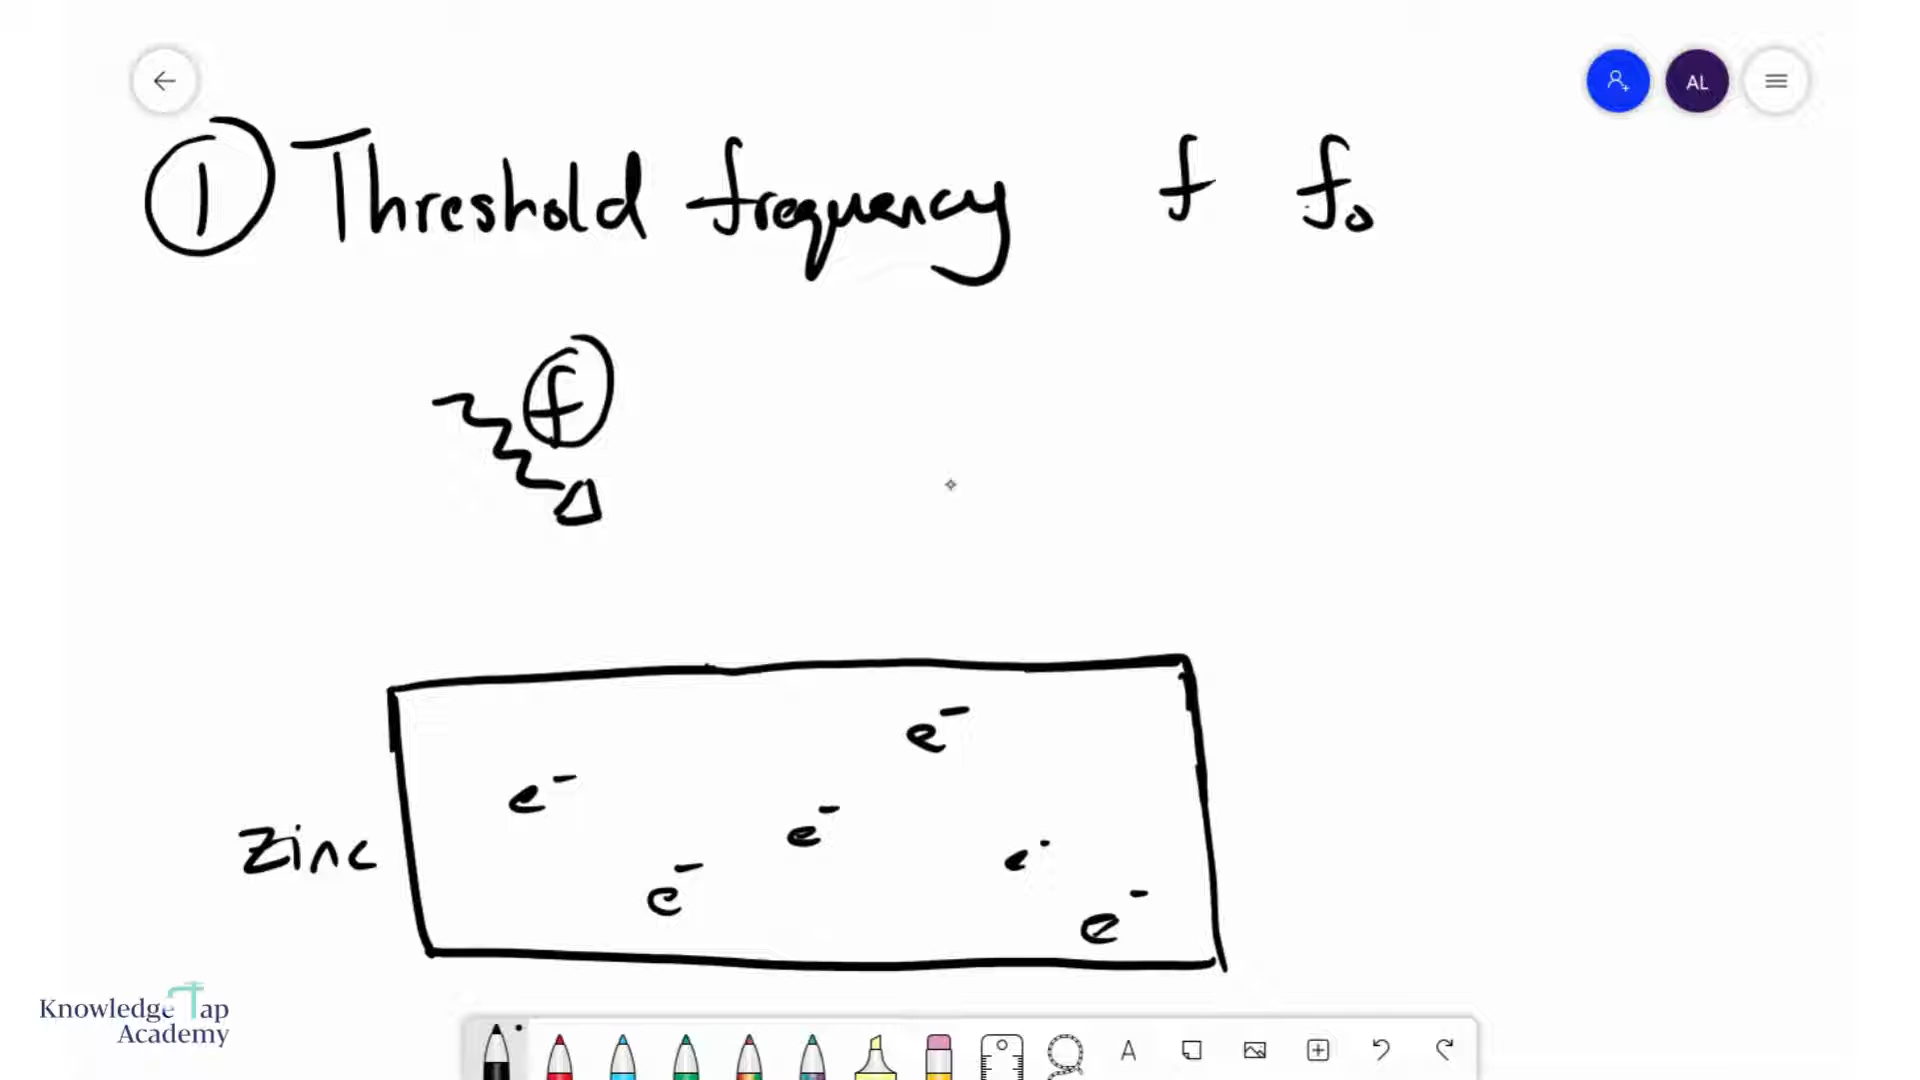 AL
① Threshold frequency f f₀
f
e⁻
e⁻
e⁻
e⁻
Zinc
e⁻
e⁻
Knowledge Tap
Academy
A